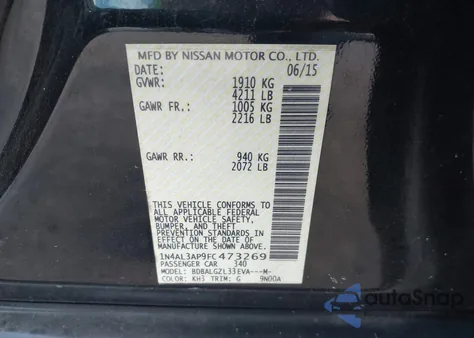 MFD BY NISSAN MOTOR CO., LTD.
DATE: 06/15
GVWR: 1910 KG
4211 LB
GAWR FR.: 1005 KG
2216 LB
GAWR RR.: 940 KG
2072 LB
THIS VEHICLE CONFORMS TO
ALL APPLICABLE FEDERAL
MOTOR VEHICLE SAFETY,
BUMPER, AND THEFT
PREVENTION STANDARDS IN
EFFECT ON THE DATE OF
MANUFACTURE SHOWN ABOVE.
1N4AL3AP9FC473269
PASSENGER CAR 340
MODEL: BDBALGZL33EVA---M-
COLOR: KH3 TRIM: G 9N00A
AutoSnap